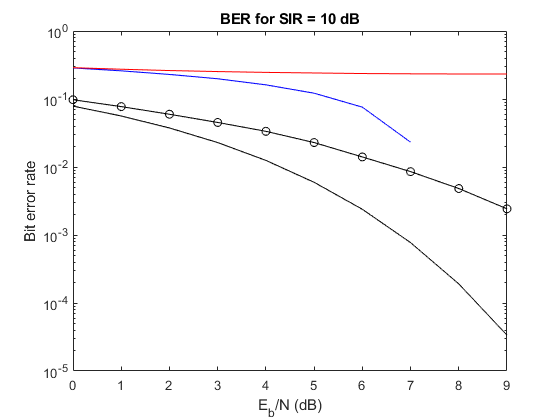 BER for SIR = 10 dB
10^0
10^-1
10^-2
10^-3
10^-4
10^-5
Bit error rate
0 1 2 3 4 5 6 7 8 9
E_b/N (dB)